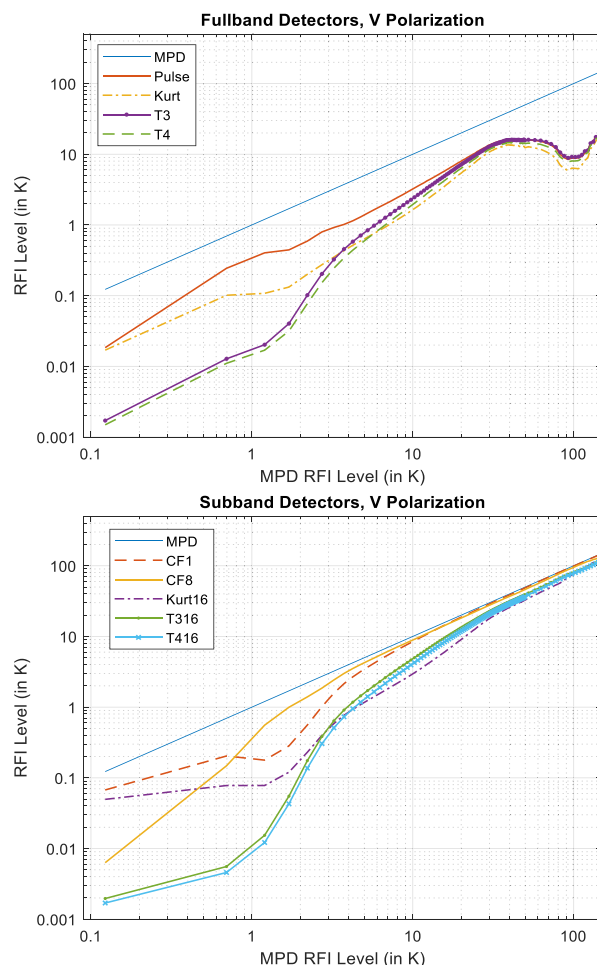 Fullband Detectors, V Polarization
MPD
Pulse
Kurt
T3
T4
100
10
1
0.1
0.01
0.001
RFI Level (in K)
0.1 1 10 100
MPD RFI Level (in K)
Subband Detectors, V Polarization
MPD
CF1
CF8
Kurt16
T316
T416
100
10
1
0.1
0.01
0.001
RFI Level (in K)
0.1 1 10 100
MPD RFI Level (in K)